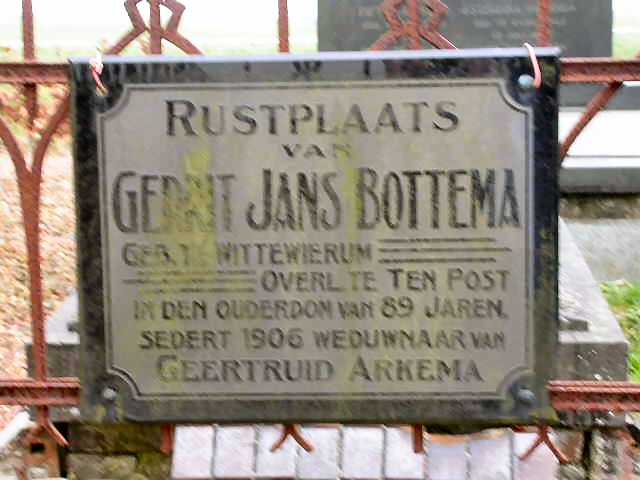 RUSTPLAATS
VAN
GERRIT JANS BOTTEMA
GEB. TE WITTEWIERUM
OVERL. TE TEN POST
IN DEN OUDERDOM VAN 89 JAREN.
SEDERT 1906 WEDUWNAAR VAN
GEERTRUID ARKEMA